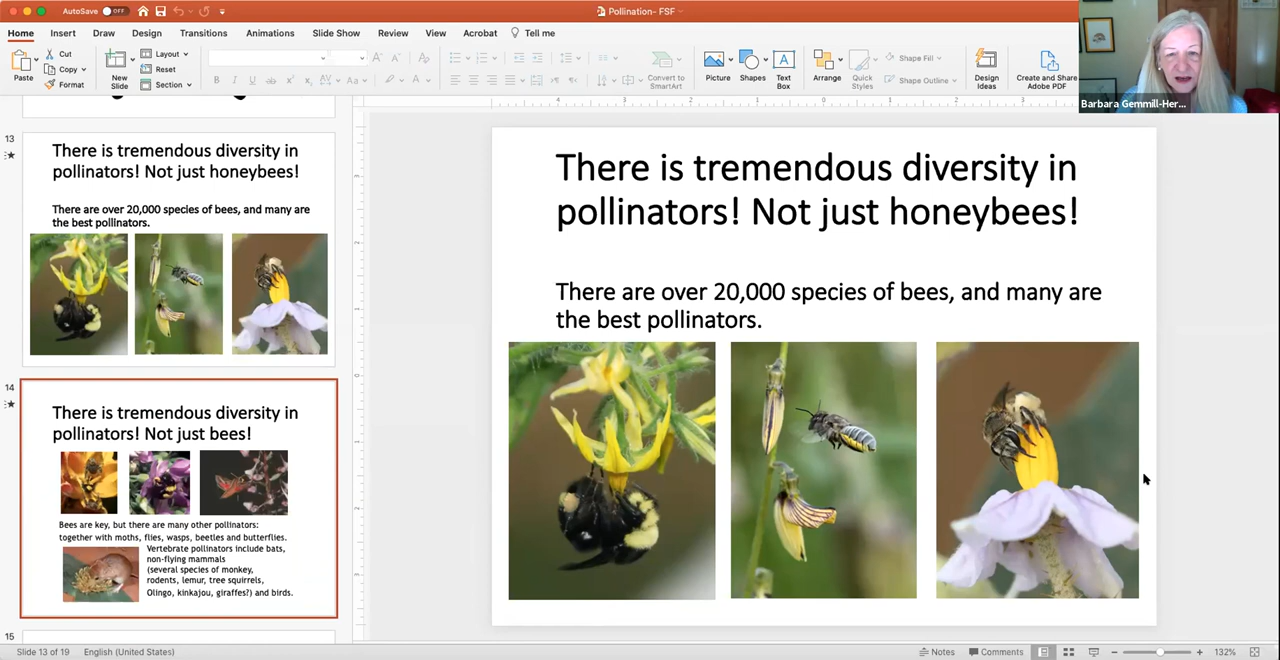 AutoSave OFF
Pollination- FSF
Home Insert Draw Design Transitions Animations Slide Show Review View Acrobat Tell me
Paste
Cut
Copy
Format
New Slide
Layout
Reset
Section
Convert to SmartArt
Picture
Shapes
Text Box
Arrange
Quick Styles
Shape Fill
Shape Outline
Design Ideas
Create and Share Adobe PDF
Barbara Gemmill-Her...
13
There is tremendous diversity in
pollinators! Not just honeybees!
There are over 20,000 species of bees, and many are
the best pollinators.
14
There is tremendous diversity in
pollinators! Not just bees!
Bees are key, but there are many other pollinators:
together with moths, flies, wasps, beetles and butterflies.
Vertebrate pollinators include bats,
non-flying mammals
(several species of monkey,
rodents, lemur, tree squirrels,
Olingo, kinkajou, giraffes?) and birds.
15
There is tremendous diversity in
pollinators! Not just honeybees!
There are over 20,000 species of bees, and many are
the best pollinators.
Slide 13 of 19 English (United States) Notes Comments 132%